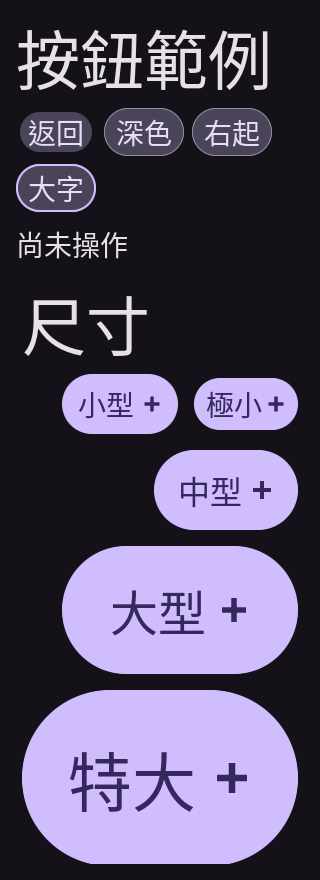 按鈕範例
返回 深色 右起
大字
尚未操作
尺寸
小型 極小
中型
大型
特大